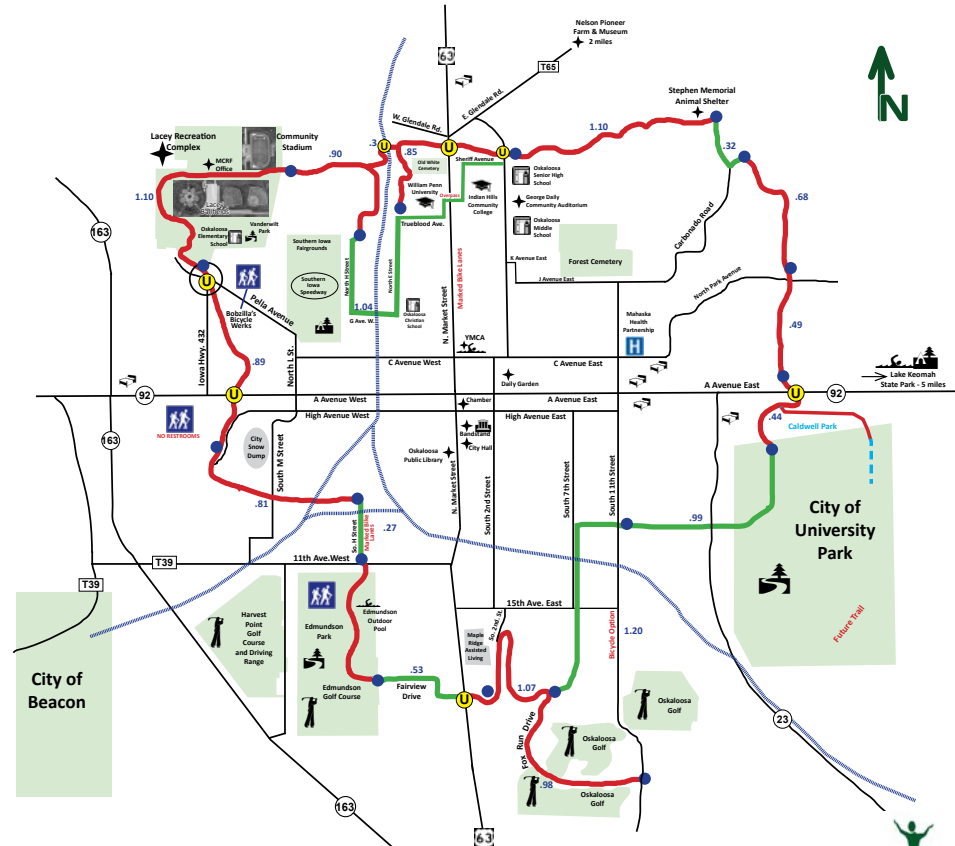 Nelson Pioneer
Farm & Museum
2 miles
63
T65
W. Glendale Rd.
E. Glendale Rd.
N
Stephen Memorial
Animal Shelter
1.10
.32
.68
Lacey Recreation
Complex
Community
Stadium
MCRF
Office
.90
.3
U
.85
U
U
Sheriff Avenue
Old White
Cemetery
William Penn
University
Overpass
Indian Hills
Community
College
Trueblood Ave.
Oskaloosa
Senior High
School
George Daily
Community Auditorium
Oskaloosa
Middle
School
1.10
Oskaloosa
Elementary
School
Vanderwilt
Park
163
U
Bobzilla's
Bicycle
Werks
Pella Avenue
Southern Iowa
Fairgrounds
Southern
Iowa
Speedway
North H Street
North E Street
1.04
G Ave. W.
Oskaloosa
Christian
School
N. Market Street
Marked Bike Lanes
K Avenue East
J Avenue East
Forest Cemetery
Carbonado Road
North Park Avenue
.49
Mahaska
Health
Partnership
H
YMCA
Iowa Hwy. 432
North L St.
.89
C Avenue West
C Avenue East
Daily Garden
Lake Keomah
State Park - 5 miles
92
U
A Avenue West
A Avenue East
A Avenue East
U
92
Chamber
High Avenue West
High Avenue East
NO RESTROOMS
163
City
Snow
Dump
South M Street
Bandstand
City Hall
Oskaloosa
Public Library
N. Market Street
South 2nd Street
South 7th Street
South 11th Street
.44
Caldwell Park
.81
So. H Street
Marked Bike
Lanes
.27
.99
City of
University
Park
T39
T39
11th Ave.West
15th Ave. East
Harvest
Point
Golf
Course
and Driving
Range
Edmundson
Park
Edmundson
Outdoor
Pool
Edmundson
Golf Course
.53
Fairview
Drive
Maple
Ridge
Assisted
Living
So. 2nd. St.
U
1.07
Bicycle Option
1.20
Future Trail
City of
Beacon
Fox Run Drive
Oskaloosa
Golf
Oskaloosa
Golf
.98
Oskaloosa
Golf
23
163
63